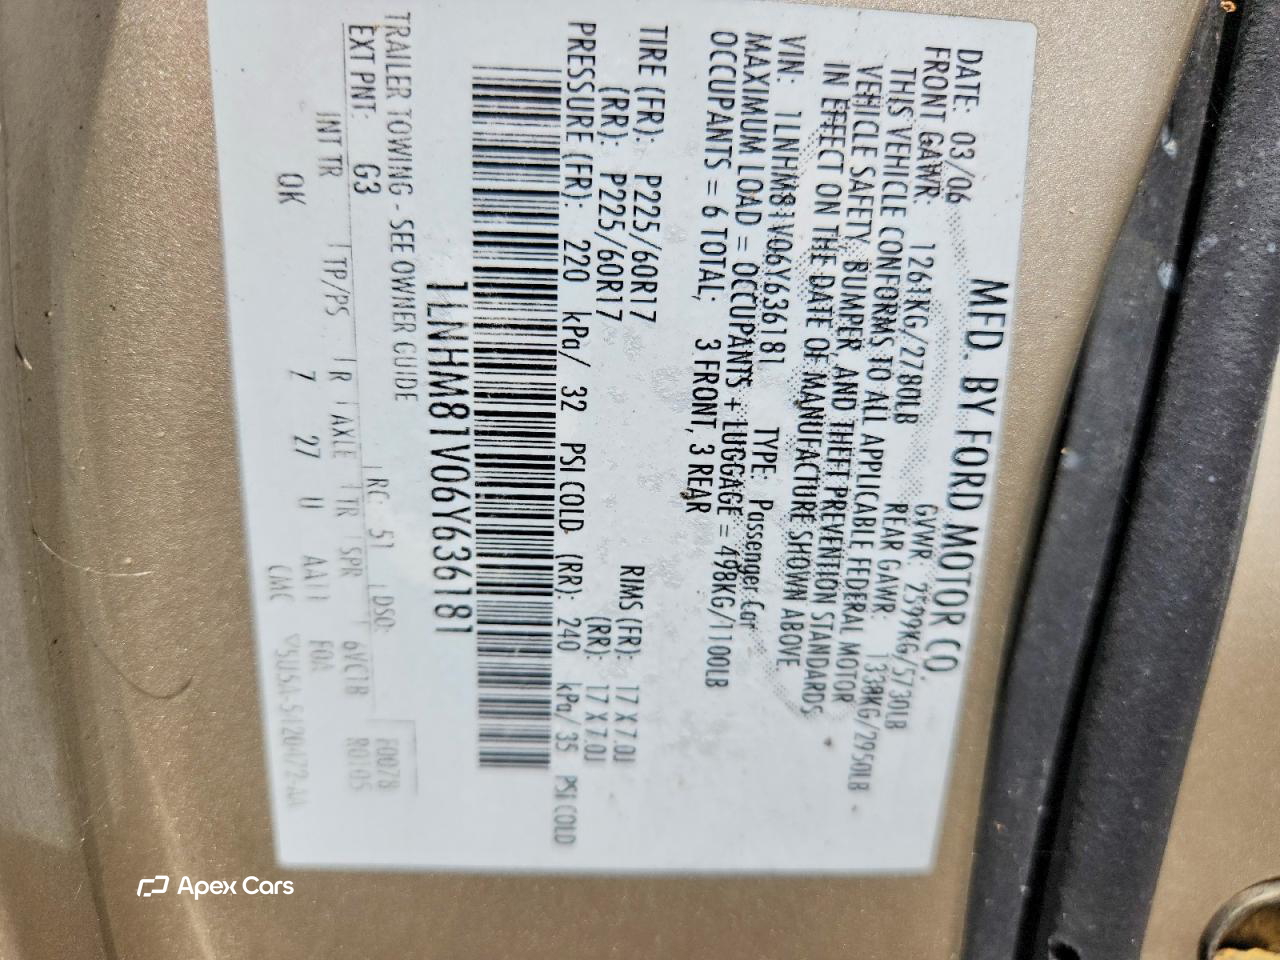 MFD. BY FORD MOTOR CO.
DATE: 03/06 GVWR: 2599KG/5730LB
FRONT GAWR: 1261KG/2780LB REAR GAWR: 1338KG/2950LB
THIS VEHICLE CONFORMS TO ALL APPLICABLE FEDERAL MOTOR
VEHICLE SAFETY, BUMPER, AND THEFT PREVENTION STANDARDS
IN EFFECT ON THE DATE OF MANUFACTURE SHOWN ABOVE.
VIN: 1LNHM81V06Y636181 TYPE: Passenger Car
MAXIMUM LOAD = OCCUPANTS + LUGGAGE = 498KG/1100LB
OCCUPANTS = 6 TOTAL; 3 FRONT, 3 REAR
TIRE (FR): P225/60R17 RIMS (FR): 17 X 7.0J
(RR): P225/60R17 (RR): 17 X 7.0J
PRESSURE (FR): 220 kPa/ 32 PSI COLD (RR): 240 kPa/ 35 PSI COLD
1LNHM81V06Y636181
TRAILER TOWING - SEE OWNER GUIDE
EXT PNT: G3 RC: 51 DSO: F0078
R0105
INT TR TP/PS R AXLE TR SPR 6VC1B
OK 7 27 U AA11 FOA
CMC
Apex Cars